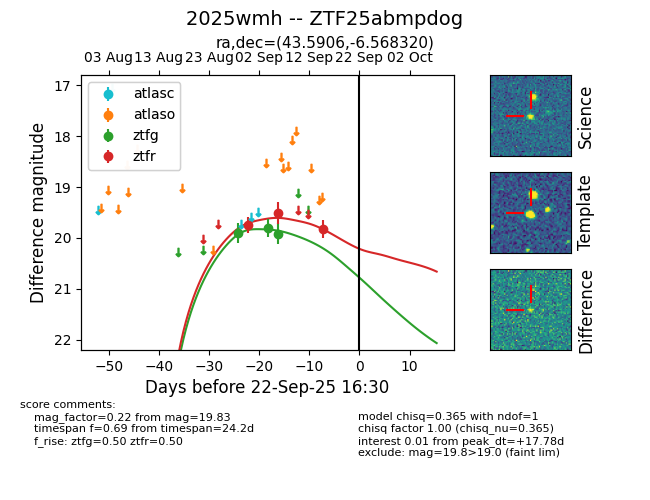 2025wmh -- ZTF25abmpdog
ra,dec=(43.5906,-6.568320)
03 Aug 13 Aug 23 Aug 02 Sep 12 Sep 22 Sep 02 Oct
17
18
19
20
21
22
Difference magnitude
atlasc
atlaso
ztfg
ztfr
−50 −40 −30 −20 −10 0 10
Days before 22-Sep-25 16:30
Science
Template
Difference
score comments:
mag_factor=0.22 from mag=19.83
timespan f=0.69 from timespan=24.2d
f_rise: ztfg=0.50 ztfr=0.50
model chisq=0.365 with ndof=1
chisq factor 1.00 (chisq_nu=0.365)
interest 0.01 from peak_dt=+17.78d
exclude: mag=19.8>19.0 (faint lim)